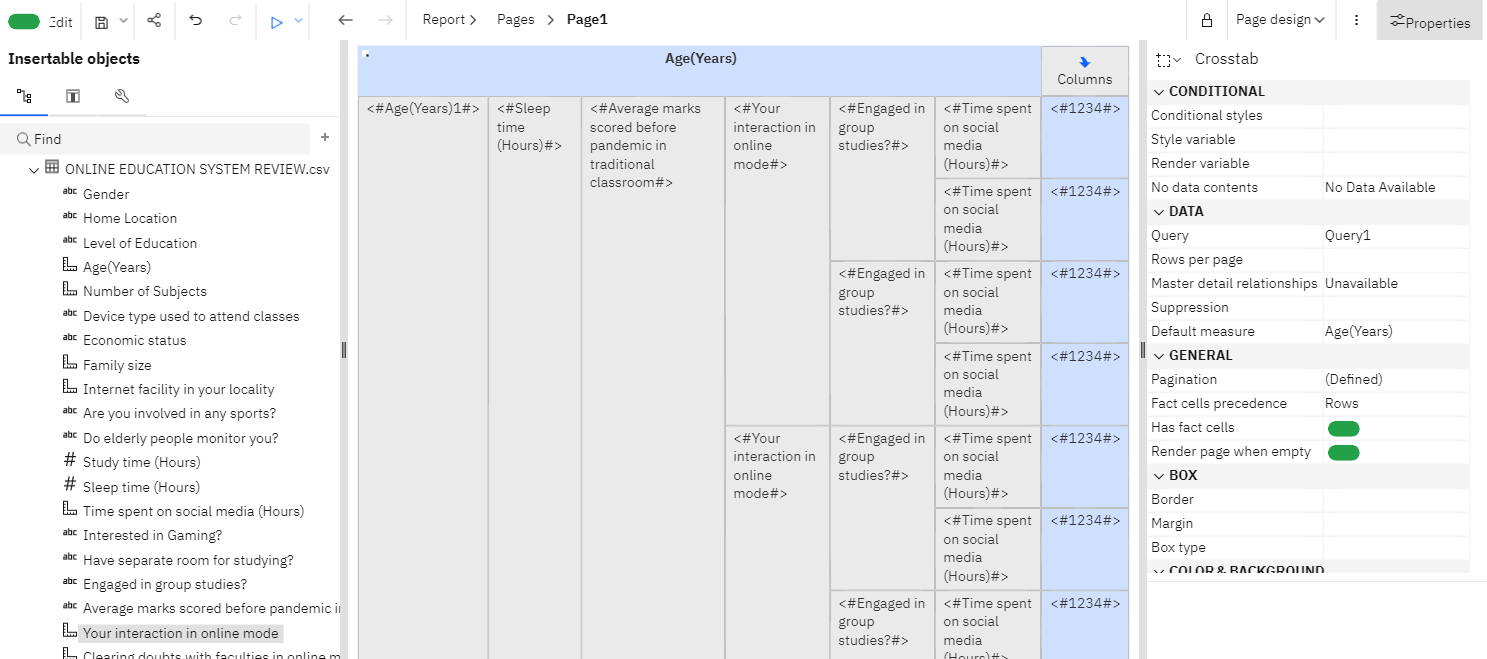 Edit
Report
Pages
Page1
Page design
Properties
Insertable objects
Find
+
ONLINE EDUCATION SYSTEM REVIEW.csv
abc Gender
abc Home Location
abc Level of Education
Age(Years)
Number of Subjects
abc Device type used to attend classes
abc Economic status
Family size
Internet facility in your locality
abc Are you involved in any sports?
abc Do elderly people monitor you?
# Study time (Hours)
# Sleep time (Hours)
Time spent on social media (Hours)
abc Interested in Gaming?
abc Have separate room for studying?
abc Engaged in group studies?
abc Average marks scored before pandemic i
Your interaction in online mode
Clearing doubts with faculties in online m
Age(Years)
Columns
<#Age(Years)1#>
<#Sleep
time
(Hours)#>
<#Average marks
scored before
pandemic in
traditional
classroom#>
<#Your
interaction in
online
mode#>
<#Engaged in
group
studies?#>
<#Time spent
on social
media
(Hours)#>
<#1234#>
<#Time spent
on social
media
(Hours)#>
<#1234#>
<#Engaged in
group
studies?#>
<#Time spent
on social
media
(Hours)#>
<#1234#>
<#Time spent
on social
media
(Hours)#>
<#1234#>
<#Your
interaction in
online
mode#>
<#Engaged in
group
studies?#>
<#Time spent
on social
media
(Hours)#>
<#1234#>
<#Time spent
on social
media
(Hours)#>
<#1234#>
<#Engaged in
group
studies?#>
<#Time spent
on social
media
(Hours)#>
<#1234#>
Crosstab
CONDITIONAL
Conditional styles
Style variable
Render variable
No data contents No Data Available
DATA
Query Query1
Rows per page
Master detail relationships Unavailable
Suppression
Default measure Age(Years)
GENERAL
Pagination (Defined)
Fact cells precedence Rows
Has fact cells
Render page when empty
BOX
Border
Margin
Box type
COLOR & BACKGROUND